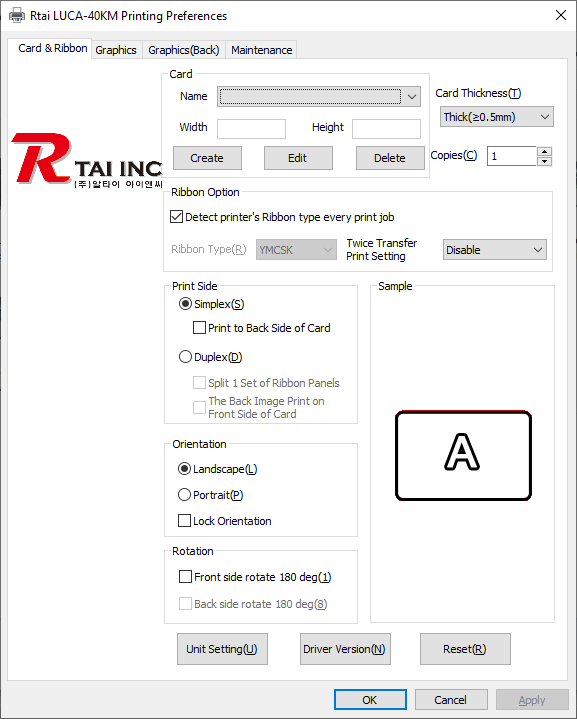 Rtai LUCA-40KM Printing Preferences
Card & Ribbon
Graphics
Graphics(Back)
Maintenance
R TAI INC
(주)알타이 아이앤씨
Card
Name
Width
Height
Create
Edit
Delete
Card Thickness(T)
Thick(≥0.5mm)
Copies(C)
1
Ribbon Option
Detect printer's Ribbon type every print job
Ribbon Type(R)
YMCSK
Twice Transfer
Print Setting
Disable
Print Side
Simplex(S)
Print to Back Side of Card
Duplex(D)
Split 1 Set of Ribbon Panels
The Back Image Print on
Front Side of Card
Orientation
Landscape(L)
Portrait(P)
Lock Orientation
Rotation
Front side rotate 180 deg(1)
Back side rotate 180 deg(8)
Sample
A
Unit Setting(U)
Driver Version(N)
Reset(R)
OK
Cancel
Apply